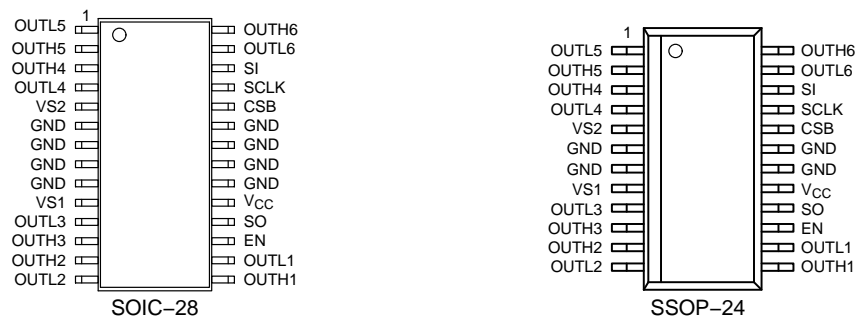 1
OUTL5 OUTH6
OUTH5 OUTL6
OUTH4 SI
OUTL4 SCLK
VS2 CSB
GND GND
GND GND
GND GND
GND GND
VS1 VCC
OUTL3 SO
OUTH3 EN
OUTH2 OUTL1
OUTL2 OUTH1
SOIC−28
1
OUTL5 OUTH6
OUTH5 OUTL6
OUTH4 SI
OUTL4 SCLK
VS2 CSB
GND GND
GND GND
VS1 VCC
OUTL3 SO
OUTH3 EN
OUTH2 OUTL1
OUTL2 OUTH1
SSOP−24